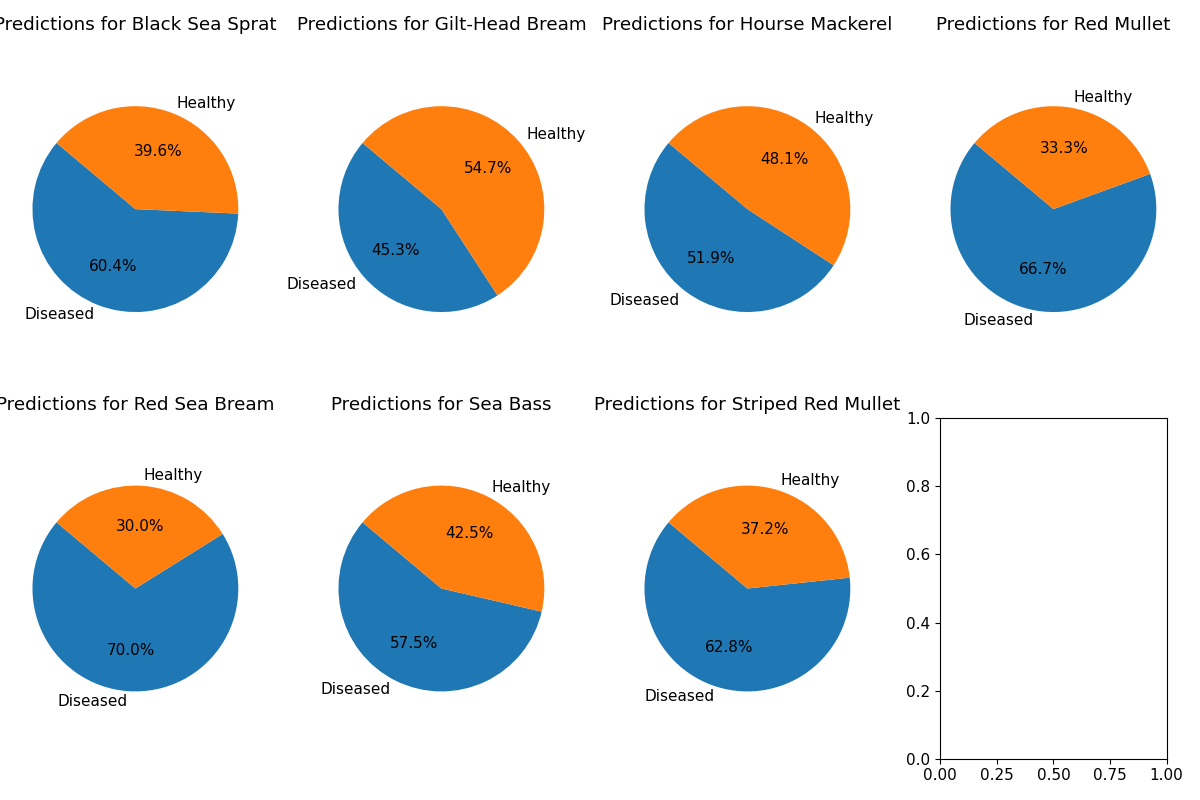 Predictions for Black Sea Sprat
Healthy
39.6%
60.4%
Diseased
Predictions for Gilt-Head Bream
Healthy
54.7%
45.3%
Diseased
Predictions for Hourse Mackerel
Healthy
48.1%
51.9%
Diseased
Predictions for Red Mullet
Healthy
33.3%
66.7%
Diseased
Predictions for Red Sea Bream
Healthy
30.0%
70.0%
Diseased
Predictions for Sea Bass
Healthy
42.5%
57.5%
Diseased
Predictions for Striped Red Mullet
Healthy
37.2%
62.8%
Diseased
1.0
0.8
0.6
0.4
0.2
0.0
0.00 0.25 0.50 0.75 1.00